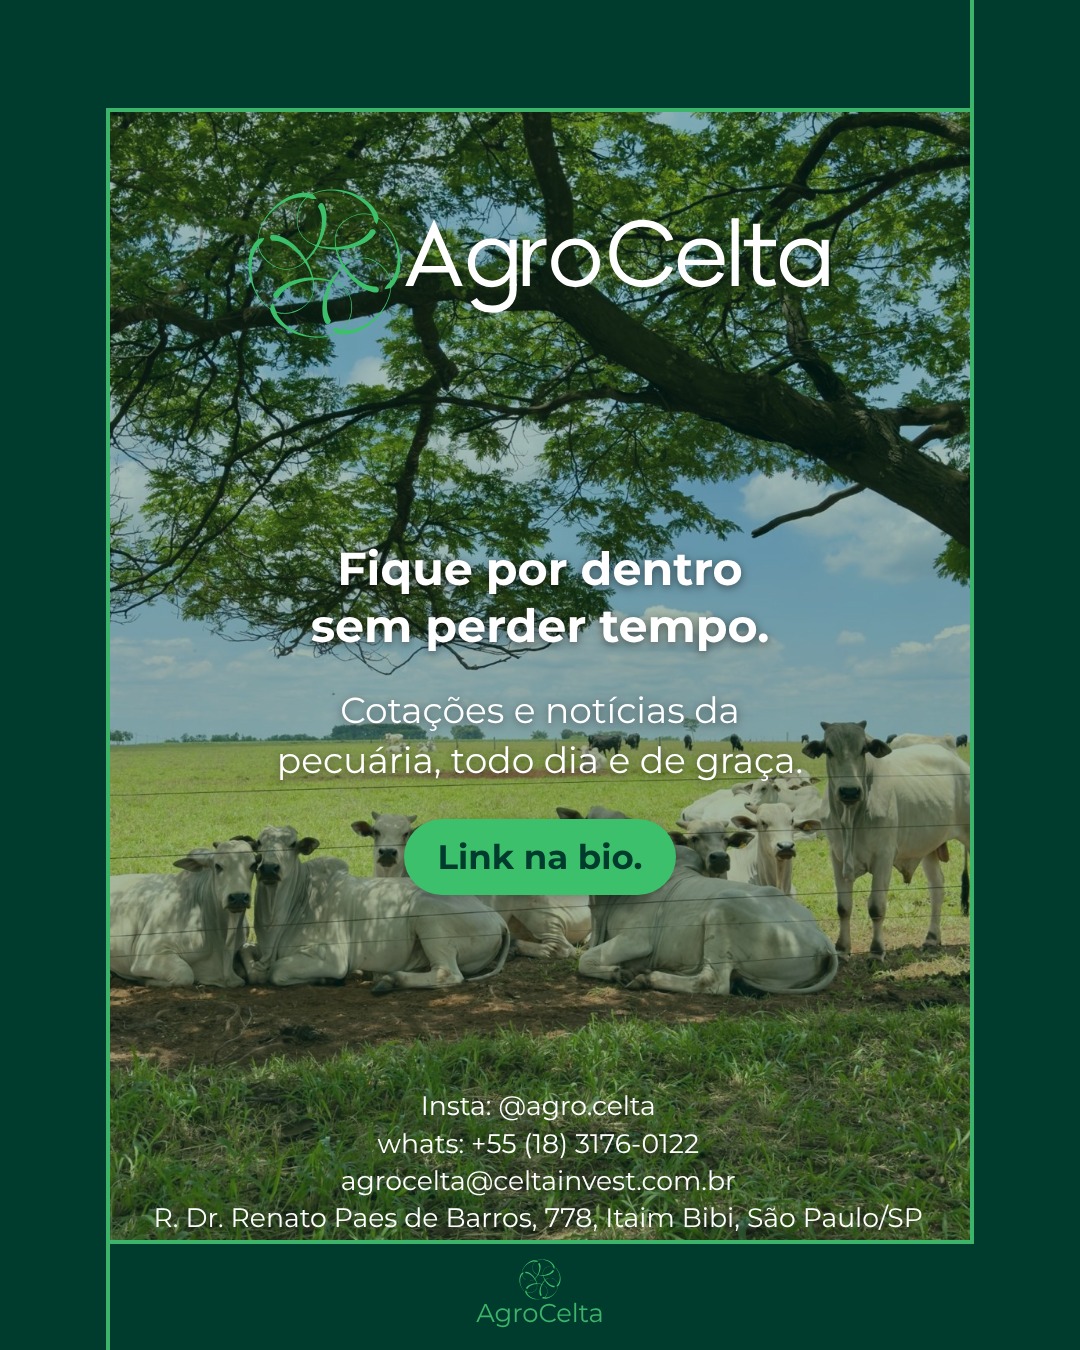 AgroCelta
Fique por dentro
sem perder tempo.
Cotações e notícias da
pecuária, todo dia e de graça.
Link na bio.
Insta: @agro.celta
whats: +55 (18) 3176-0122
agrocelta@celtainvest.com.br
R. Dr. Renato Paes de Barros, 778, Itaim Bibi, São Paulo/SP
AgroCelta